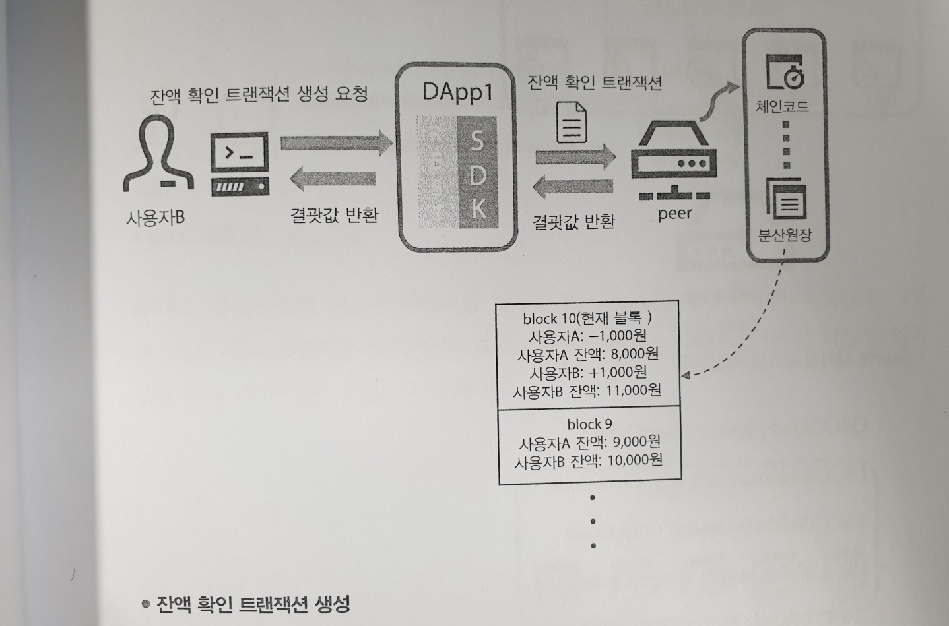 잔액 확인 트랜잭션 생성 요청
사용자B
결괏값 반환
DApp1
S
D
K
잔액 확인 트랜잭션
결괏값 반환
peer
체인코드
분산원장
block 10(현재 블록 )
사용자A: −1,000원
사용자A 잔액: 8,000원
사용자B: +1,000원
사용자B 잔액: 11,000원
block 9
사용자A 잔액: 9,000원
사용자B 잔액: 10,000원
• 잔액 확인 트랜잭션 생성